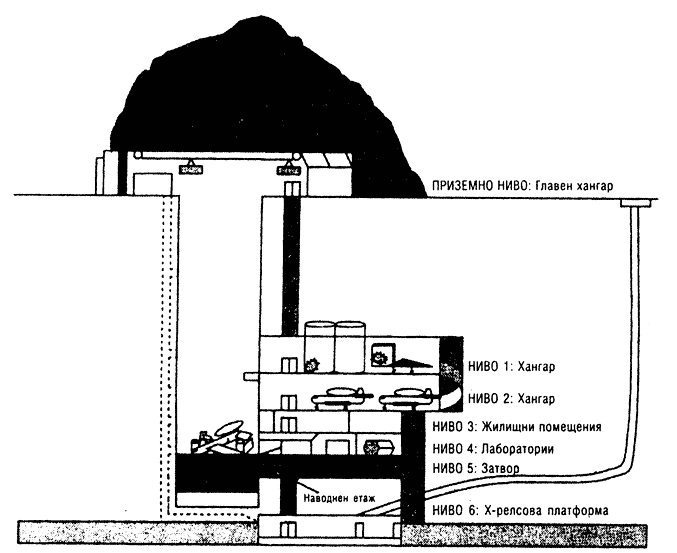 ПРИЗЕМНО НИВО: Главен хангар
НИВО 1: Хангар
НИВО 2: Хангар
НИВО 3: Жилищни помещения
НИВО 4: Лаборатории
НИВО 5: Затвор
Наводнен етаж
НИВО 6: Х-релсова платформа